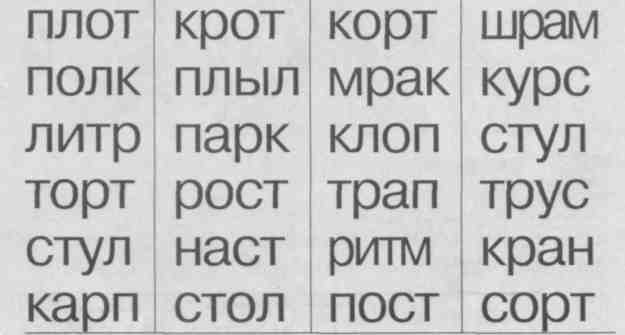 плот крот корт шрам
полк плыл мрак курс
литр парк клоп стул
торт рост трап трус
стул наст ритм кран
карп стол пост сорт